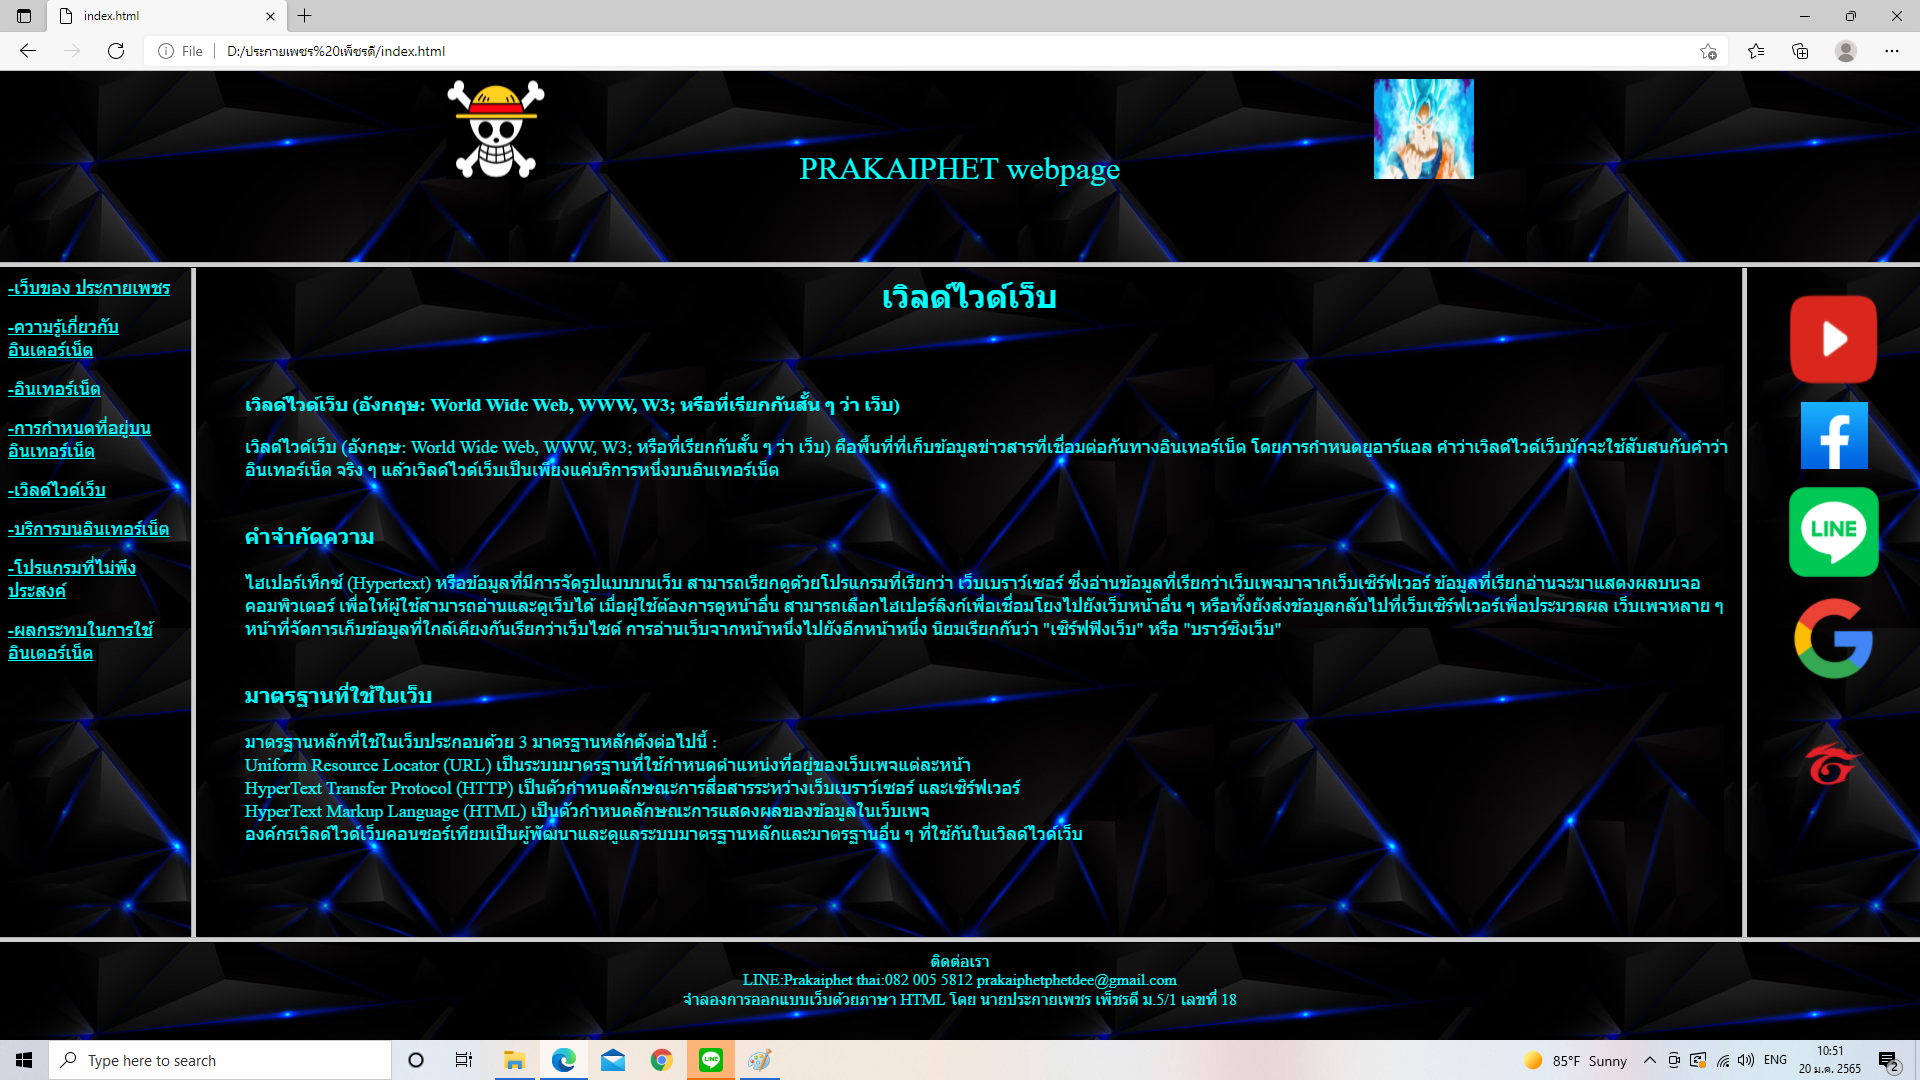 index.html
File
D:/ประกายเพชร%20เพ็ชรดี/index.html
PRAKAIPHET webpage
-เว็บของ ประกายเพชร
-ความรู้เกี่ยวกับ
อินเตอร์เน็ต
-อินเทอร์เน็ต
-การกำหนดที่อยู่บน
อินเทอร์เน็ต
-เวิลด์ไวด์เว็บ
-บริการบนอินเทอร์เน็ต
-โปรแกรมที่ไม่พึง
ประสงค์
-ผลกระทบในการใช้
อินเตอร์เน็ต
เวิลด์ไวด์เว็บ
เวิลด์ไวด์เว็บ (อังกฤษ: World Wide Web, WWW, W3; หรือที่เรียกกันสั้น ๆ ว่า เว็บ)
เวิลด์ไวด์เว็บ (อังกฤษ: World Wide Web, WWW, W3; หรือที่เรียกกันสั้น ๆ ว่า เว็บ) คือพื้นที่ที่เก็บข้อมูลข่าวสารที่เชื่อมต่อกันทางอินเทอร์เน็ต โดยการกำหนดยูอาร์แอล คำว่าเวิลด์ไวด์เว็บมักจะใช้สับสนกับคำว่า
อินเทอร์เน็ต จริง ๆ แล้วเวิลด์ไวด์เว็บเป็นเพียงแค่บริการหนึ่งบนอินเทอร์เน็ต
คำจำกัดความ
ไฮเปอร์เท็กซ์ (Hypertext) หรือข้อมูลที่มีการจัดรูปแบบบนเว็บ สามารถเรียกดูด้วยโปรแกรมที่เรียกว่า เว็บเบราว์เซอร์ ซึ่งอ่านข้อมูลที่เรียกว่าเว็บเพจมาจากเว็บเซิร์ฟเวอร์ ข้อมูลที่เรียกอ่านจะมาแสดงผลบนจอ
คอมพิวเตอร์ เพื่อให้ผู้ใช้สามารถอ่านและดูเว็บได้ เมื่อผู้ใช้ต้องการดูหน้าอื่น สามารถเลือกไฮเปอร์ลิงก์เพื่อเชื่อมโยงไปยังเว็บหน้าอื่น ๆ หรือทั้งยังส่งข้อมูลกลับไปที่เว็บเซิร์ฟเวอร์เพื่อประมวลผล เว็บเพจหลาย ๆ
หน้าที่จัดการเก็บข้อมูลที่ใกล้เคียงกันเรียกว่าเว็บไซต์ การอ่านเว็บจากหน้าหนึ่งไปยังอีกหน้าหนึ่ง นิยมเรียกกันว่า "เซิร์ฟฟิงเว็บ" หรือ "บราว์ซิงเว็บ"
มาตรฐานที่ใช้ในเว็บ
มาตรฐานหลักที่ใช้ในเว็บประกอบด้วย 3 มาตรฐานหลักดังต่อไปนี้ :
Uniform Resource Locator (URL) เป็นระบบมาตรฐานที่ใช้กำหนดตำแหน่งที่อยู่ของเว็บเพจแต่ละหน้า
HyperText Transfer Protocol (HTTP) เป็นตัวกำหนดลักษณะการสื่อสารระหว่างเว็บเบราว์เซอร์ และเซิร์ฟเวอร์
HyperText Markup Language (HTML) เป็นตัวกำหนดลักษณะการแสดงผลของข้อมูลในเว็บเพจ
องค์กรเวิลด์ไวด์เว็บคอนซอร์เทียมเป็นผู้พัฒนาและดูแลระบบมาตรฐานหลักและมาตรฐานอื่น ๆ ที่ใช้กันในเวิลด์ไวด์เว็บ
LINE
ติดต่อเรา
LINE:Prakaiphet thai:082 005 5812 prakaiphetphetdee@gmail.com
จำลองการออกแบบเว็บด้วยภาษา HTML โดย นายประกายเพชร เพ็ชรดี ม.5/1 เลขที่ 18
Type here to search
LINE
85°F Sunny
ENG
10:51
20 ม.ค. 2565
2